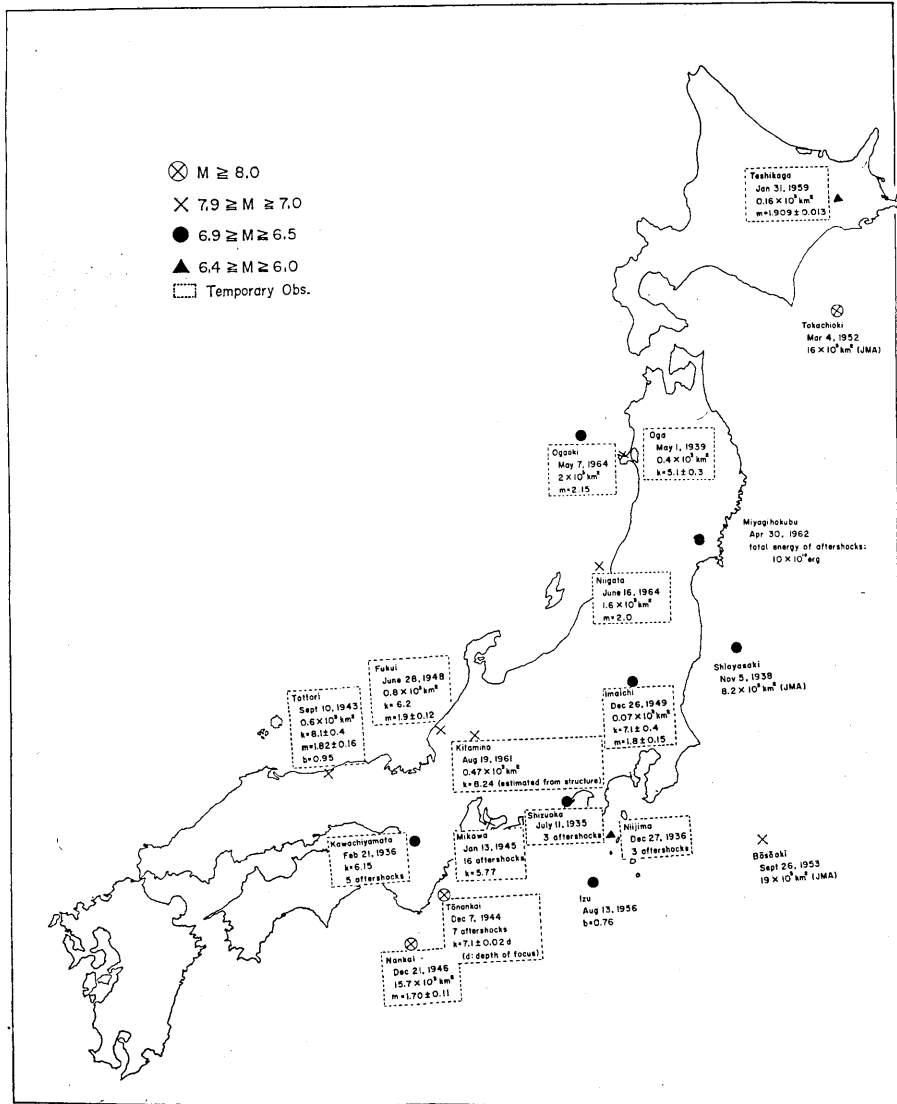 M ≧ 8.0
7.9 ≧ M ≧ 7.0
6.9 ≧ M ≧ 6.5
6.4 ≧ M ≧ 6.0
Temporary Obs.
Teshikaga
Jan 31, 1959
0.16 × 10³ km²
m=1.909 ± 0.013
Tokachioki
Mar 4, 1952
16 × 10³ km² (JMA)
Ogaoki
May 7, 1964
2 × 10³ km²
m=2.15
Oga
May 1, 1939
0.4 × 10³ km²
k=5.1 ± 0.3
Miyagihokubu
Apr 30, 1962
total energy of aftershocks:
erg
Niigata
June 16, 1964
1.6 × 10³ km²
m=2.0
Shioyasaki
Nov 5, 1938
8.2 × 10³ km² (JMA)
Fukui
June 28, 1948
0.8 × 10³ km²
k= 6.2
m=1.9 ± 0.12
Tottori
Sept 10, 1943
0.6 × 10³ km²
k=8.1 ± 0.4
m=1.82 ± 0.16
b=0.95
Imaichi
Dec 26, 1949
0.07 × 10³ km²
k=7.1 ± 0.4
m=1.8 ± 0.15
Kitamino
Aug 19, 1961
0.47 × 10³ km²
k=8.24 (estimated from structure)
Shizuoka
July 11, 1935
3 aftershocks
Niijima
Dec 27, 1936
3 aftershocks
Mikawa
Jan 13, 1945
16 aftershocks
k=5.77
Kawachiyamato
Feb 21, 1936
k=6.15
5 aftershocks
Bōsōoki
Sept 26, 1953
19 × 10³ km² (JMA)
Izu
Aug 13, 1956
b=0.76
Tōnankai
Dec 7, 1944
7 aftershocks
k=7.1 ± 0.02 d
(d: depth of focus)
Nankai
Dec 21, 1946
15.7 × 10³ km²
m=1.70 ± 0.11